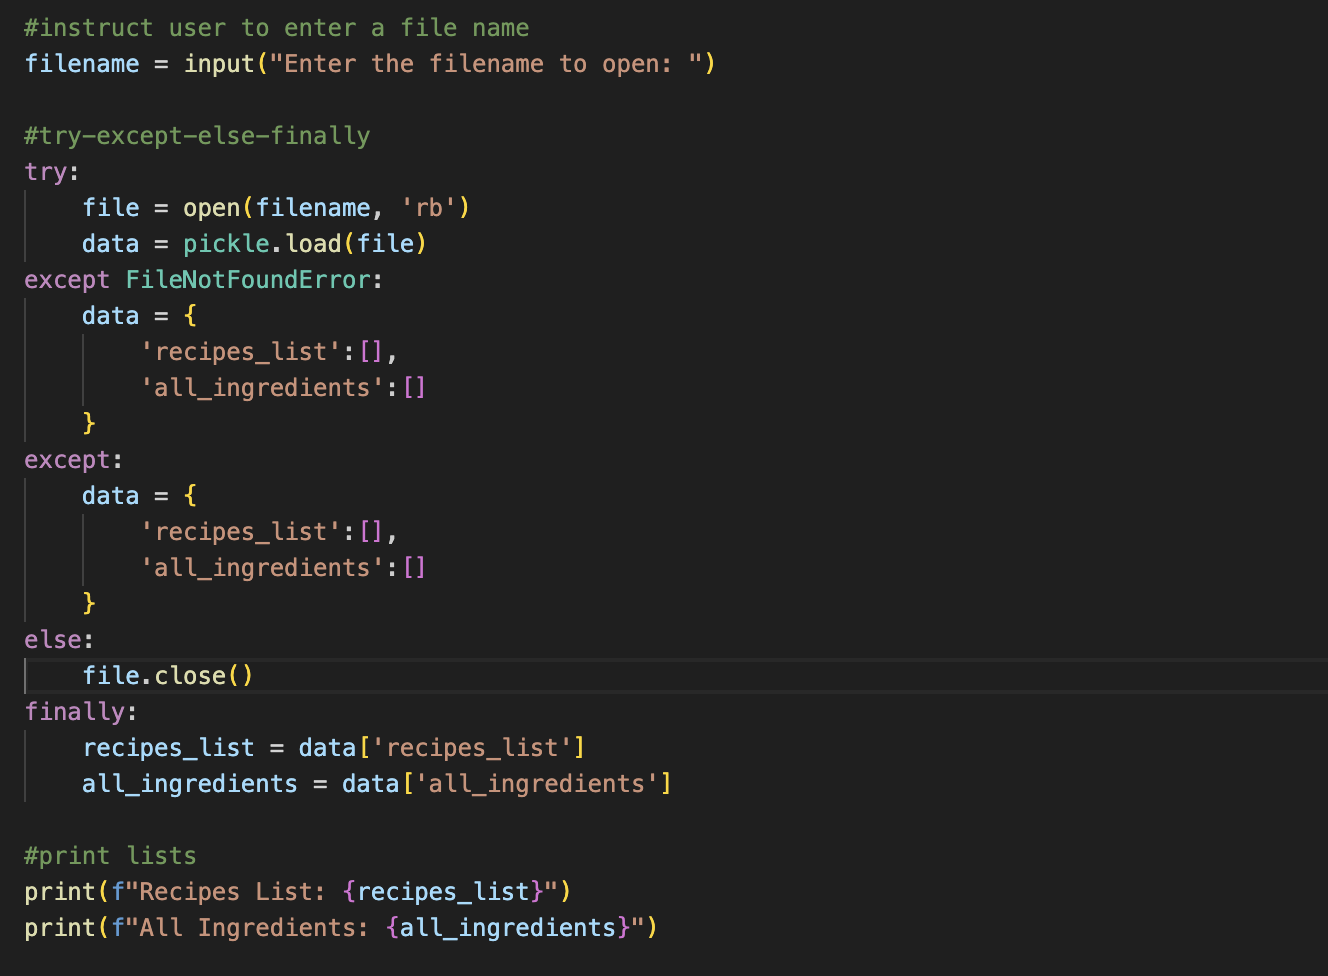 #instruct user to enter a file name
filename = input("Enter the filename to open: ")
#try-except-else-finally
try:
    file = open(filename, 'rb')
    data = pickle.load(file)
except FileNotFoundError:
    data = {
        'recipes_list':[],
        'all_ingredients':[]
    }
except:
    data = {
        'recipes_list':[],
        'all_ingredients':[]
    }
else:
    file.close()
finally:
    recipes_list = data['recipes_list']
    all_ingredients = data['all_ingredients']
#print lists
print(f"Recipes List: {recipes_list}")
print(f"All Ingredients: {all_ingredients}")